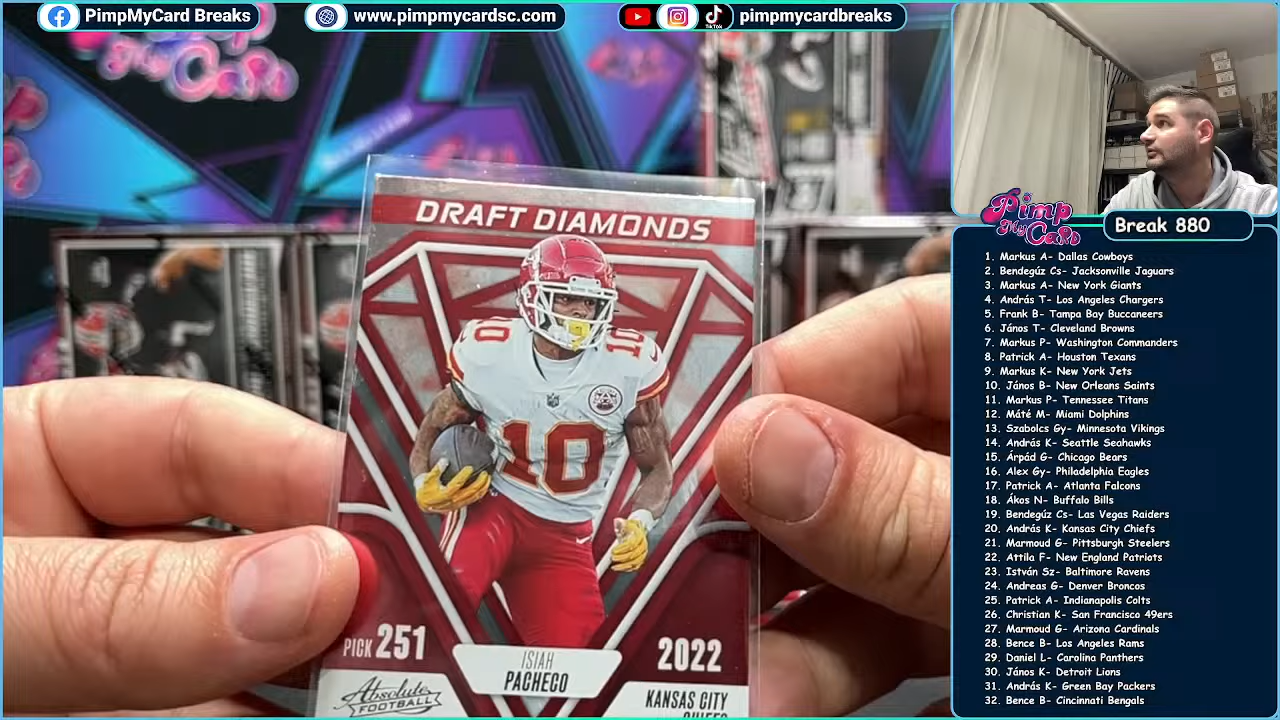 PimpMyCard Breaks
www.pimpmycardsc.com
TikTok
pimpmycardbreaks
Pimp
My Card
Break 880
1. Markus A- Dallas Cowboys
2. Bendegúz Cs- Jacksonville Jaguars
3. Markus A- New York Giants
4. András T- Los Angeles Chargers
5. Frank B- Tampa Bay Buccaneers
6. János T- Cleveland Browns
7. Markus P- Washington Commanders
8. Patrick A- Houston Texans
9. Markus K- New York Jets
10. János B- New Orleans Saints
11. Markus P- Tennessee Titans
12. Máté M- Miami Dolphins
13. Szabolcs Gy- Minnesota Vikings
14. András K- Seattle Seahawks
15. Árpád G- Chicago Bears
16. Alex Gy- Philadelphia Eagles
17. Patrick A- Atlanta Falcons
18. Ákos N- Buffalo Bills
19. Bendegúz Cs- Las Vegas Raiders
20. András K- Kansas City Chiefs
21. Marmoud G- Pittsburgh Steelers
22. Attila F- New England Patriots
23. István Sz- Baltimore Ravens
24. Andreas G- Denver Broncos
25. Patrick A- Indianapolis Colts
26. Christian K- San Francisco 49ers
27. Marmoud G- Arizona Cardinals
28. Bence B- Los Angeles Rams
29. Daniel L- Carolina Panthers
30. János K- Detroit Lions
31. András K- Green Bay Packers
32. Bence B- Cincinnati Bengals
DRAFT DIAMONDS
10 10
10
PICK 251
ISIAH
PACHECO
2022
KANSAS CITY
CHIEFS
Absolute
FOOTBALL